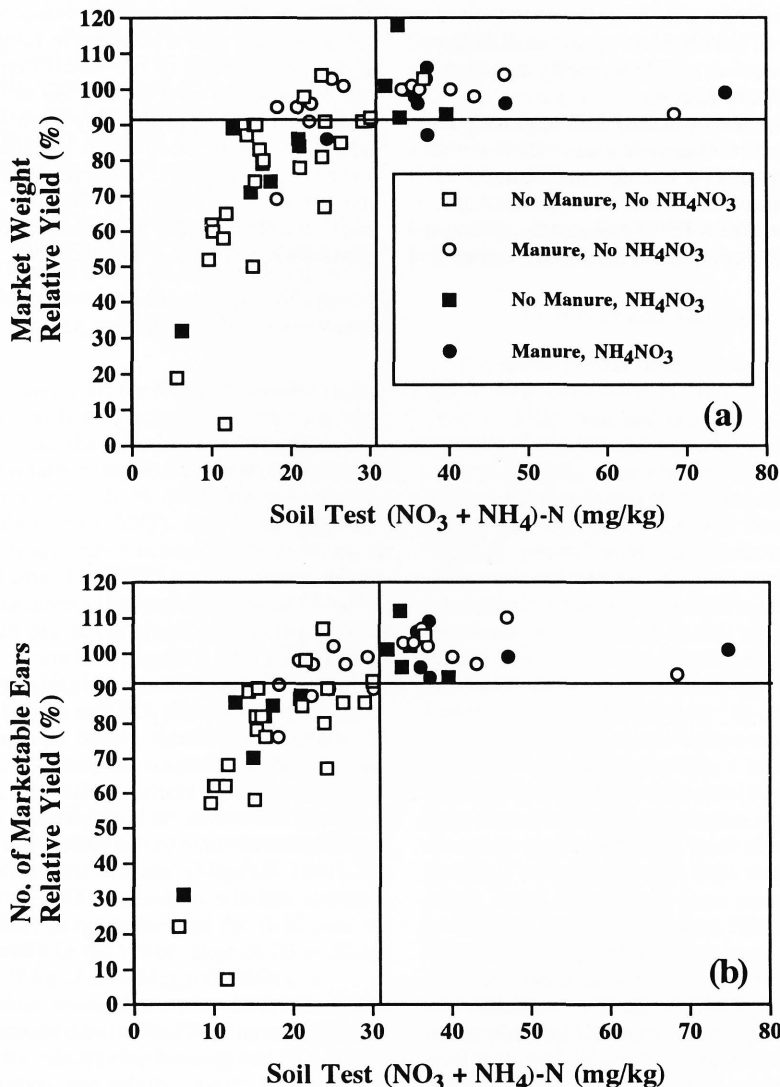 120
110
100
90
80
70
60
50
40
30
20
10
0
Market Weight
Relative Yield (%)
0 10 20 30 40 50 60 70 80
Soil Test (NO₃ + NH₄)-N (mg/kg)
No Manure, No NH₄NO₃
Manure, No NH₄NO₃
No Manure, NH₄NO₃
Manure, NH₄NO₃
(a)
120
110
100
90
80
70
60
50
40
30
20
10
0
No. of Marketable Ears
Relative Yield (%)
0 10 20 30 40 50 60 70 80
Soil Test (NO₃ + NH₄)-N (mg/kg)
(b)